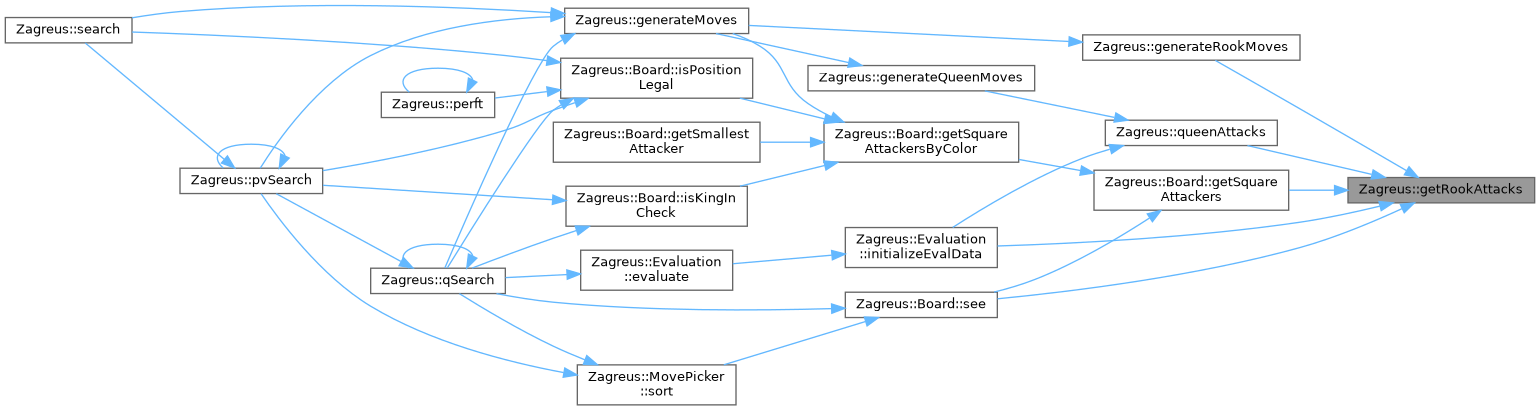 Zagreus::search
Zagreus::generateMoves
Zagreus::generateRookMoves
Zagreus::Board::isPosition
Legal
Zagreus::generateQueenMoves
Zagreus::perft
Zagreus::Board::getSmallest
Attacker
Zagreus::Board::getSquare
AttackersByColor
Zagreus::queenAttacks
Zagreus::pvSearch
Zagreus::Board::getSquare
Attackers
Zagreus::getRookAttacks
Zagreus::Board::isKingIn
Check
Zagreus::Evaluation
::initializeEvalData
Zagreus::qSearch
Zagreus::Evaluation
::evaluate
Zagreus::Board::see
Zagreus::MovePicker
::sort